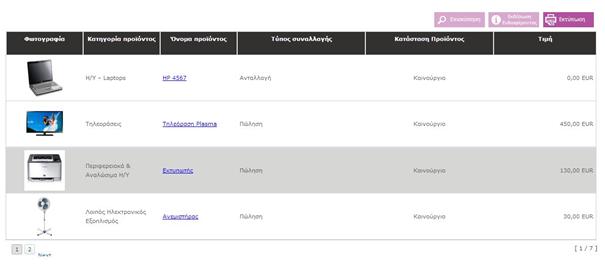 Επισκόπηση Εκδήλωση Ενδιαφέροντος Εκτύπωση
Φωτογραφία Κατηγορία προϊόντος Όνομα προϊόντος Τύπος συναλλαγής Κατάσταση Προϊόντος Τιμή
Η/Υ – Laptops HP 4567 Ανταλλαγή Καινούργιο 0,00 EUR
Τηλεοράσεις Τηλεόραση Plasma Πώληση Καινούργιο 450,00 EUR
Περιφερειακά &
Αναλώσιμα Η/Υ Εκτυπωτής Πώληση Καινούργιο 130,00 EUR
Λοιπός Ηλεκτρονικός
Εξοπλισμός Ανεμιστήρας Πώληση Καινούργιο 30,00 EUR
1 2 Next [ 1 / 7 ]